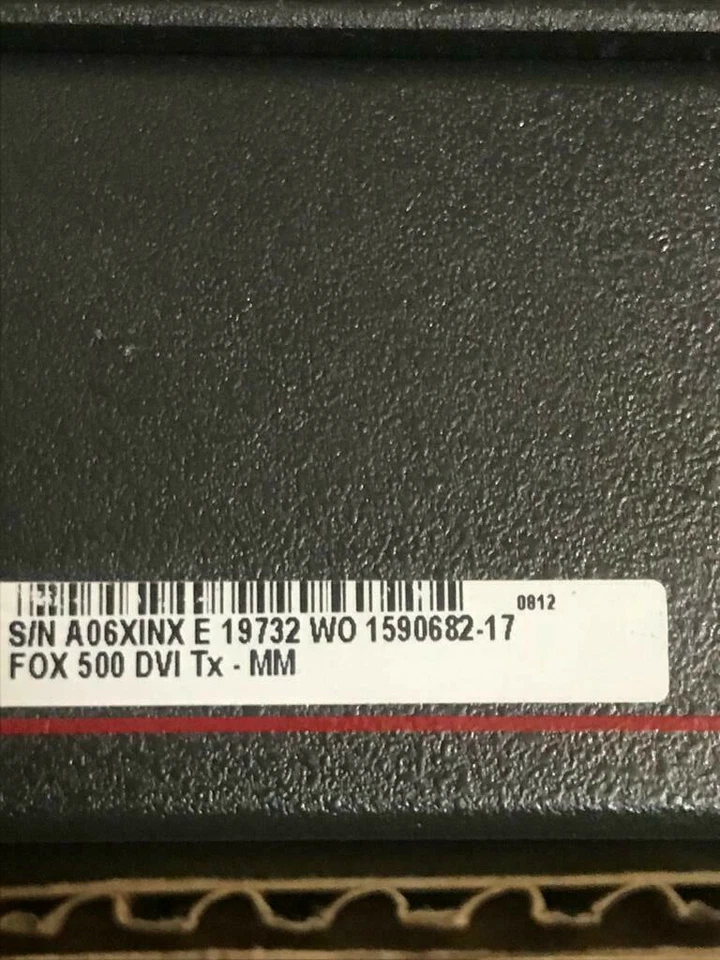 0812
S/N A06XINX E 19732 WO 1590682-17
FOX 500 DVI Tx - MM